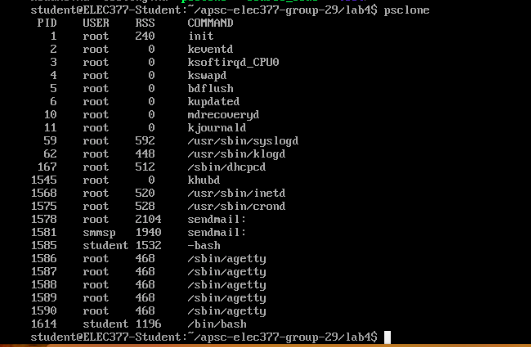 student@ELEC377-Student:~/apsc-elec377-group-29/lab4$ psclone
PID USER RSS COMMAND
1 root 240 init
2 root 0 keventd
3 root 0 ksoftirqd_CPU0
4 root 0 kswapd
5 root 0 bdflush
6 root 0 kupdated
10 root 0 mdrecoveryd
11 root 0 kjournald
59 root 592 /usr/sbin/syslogd
62 root 448 /usr/sbin/klogd
167 root 512 /sbin/dhcpcd
1545 root 0 khubd
1568 root 520 /usr/sbin/inetd
1575 root 528 /usr/sbin/crond
1578 root 2104 sendmail:
1581 smmsp 1940 sendmail:
1585 student 1532 -bash
1586 root 468 /sbin/agetty
1587 root 468 /sbin/agetty
1588 root 468 /sbin/agetty
1589 root 468 /sbin/agetty
1590 root 468 /sbin/agetty
1614 student 1196 /bin/bash
student@ELEC377-Student:~/apsc-elec377-group-29/lab4$